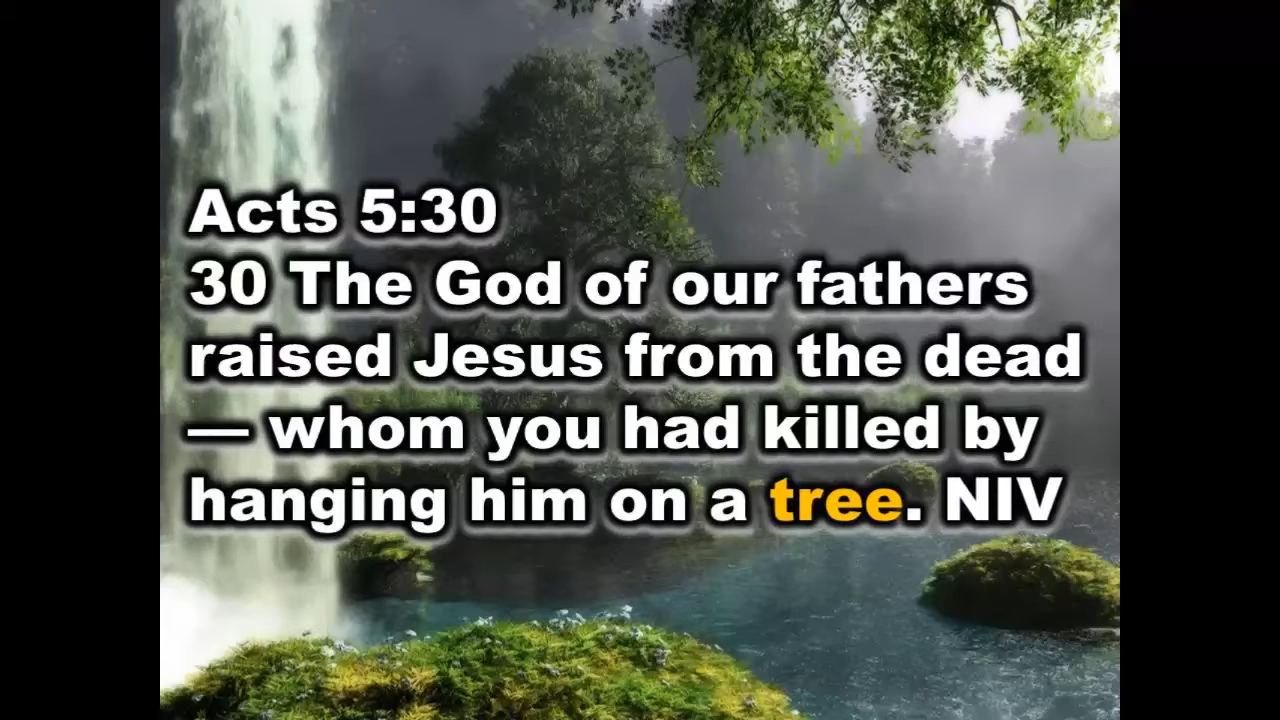 Acts 5:30
30 The God of our fathers
raised Jesus from the dead
— whom you had killed by
hanging him on a tree. NIV